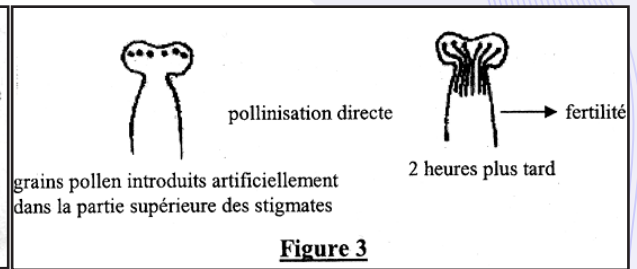 pollinisation directe
fertilité
grains pollen introduits artificiellement
dans la partie supérieure des stigmates
2 heures plus tard
Figure 3